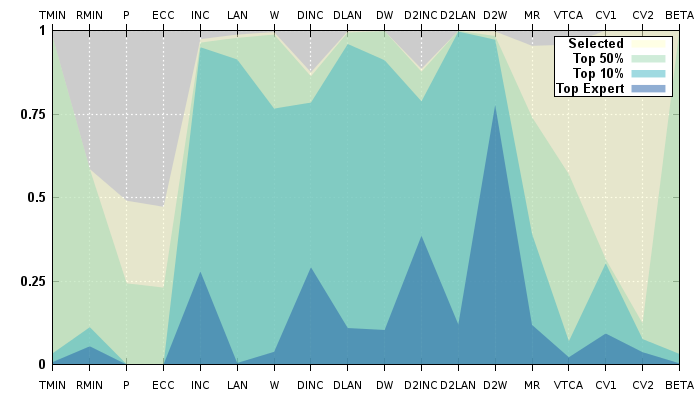 TMIN RMIN P ECC INC LAN W DINC DLAN DW D2INC D2LAN D2W MR VTCA CV1 CV2 BETA
1
Selected
Top 50%
Top 10%
Top Expert
0.75
0.5
0.25
0
TMIN RMIN P ECC INC LAN W DINC DLAN DW D2INC D2LAN D2W MR VTCA CV1 CV2 BETA